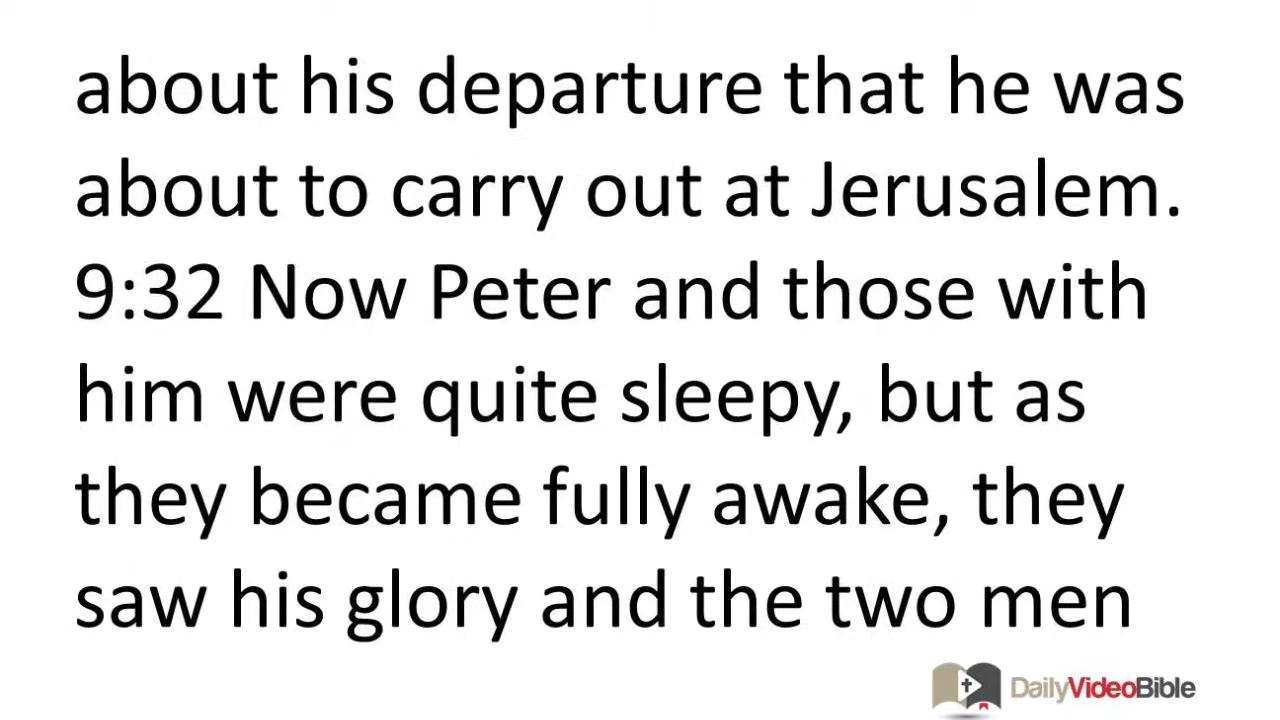 about his departure that he was
about to carry out at Jerusalem.
9:32 Now Peter and those with
him were quite sleepy, but as
they became fully awake, they
saw his glory and the two men
DailyVideoBible